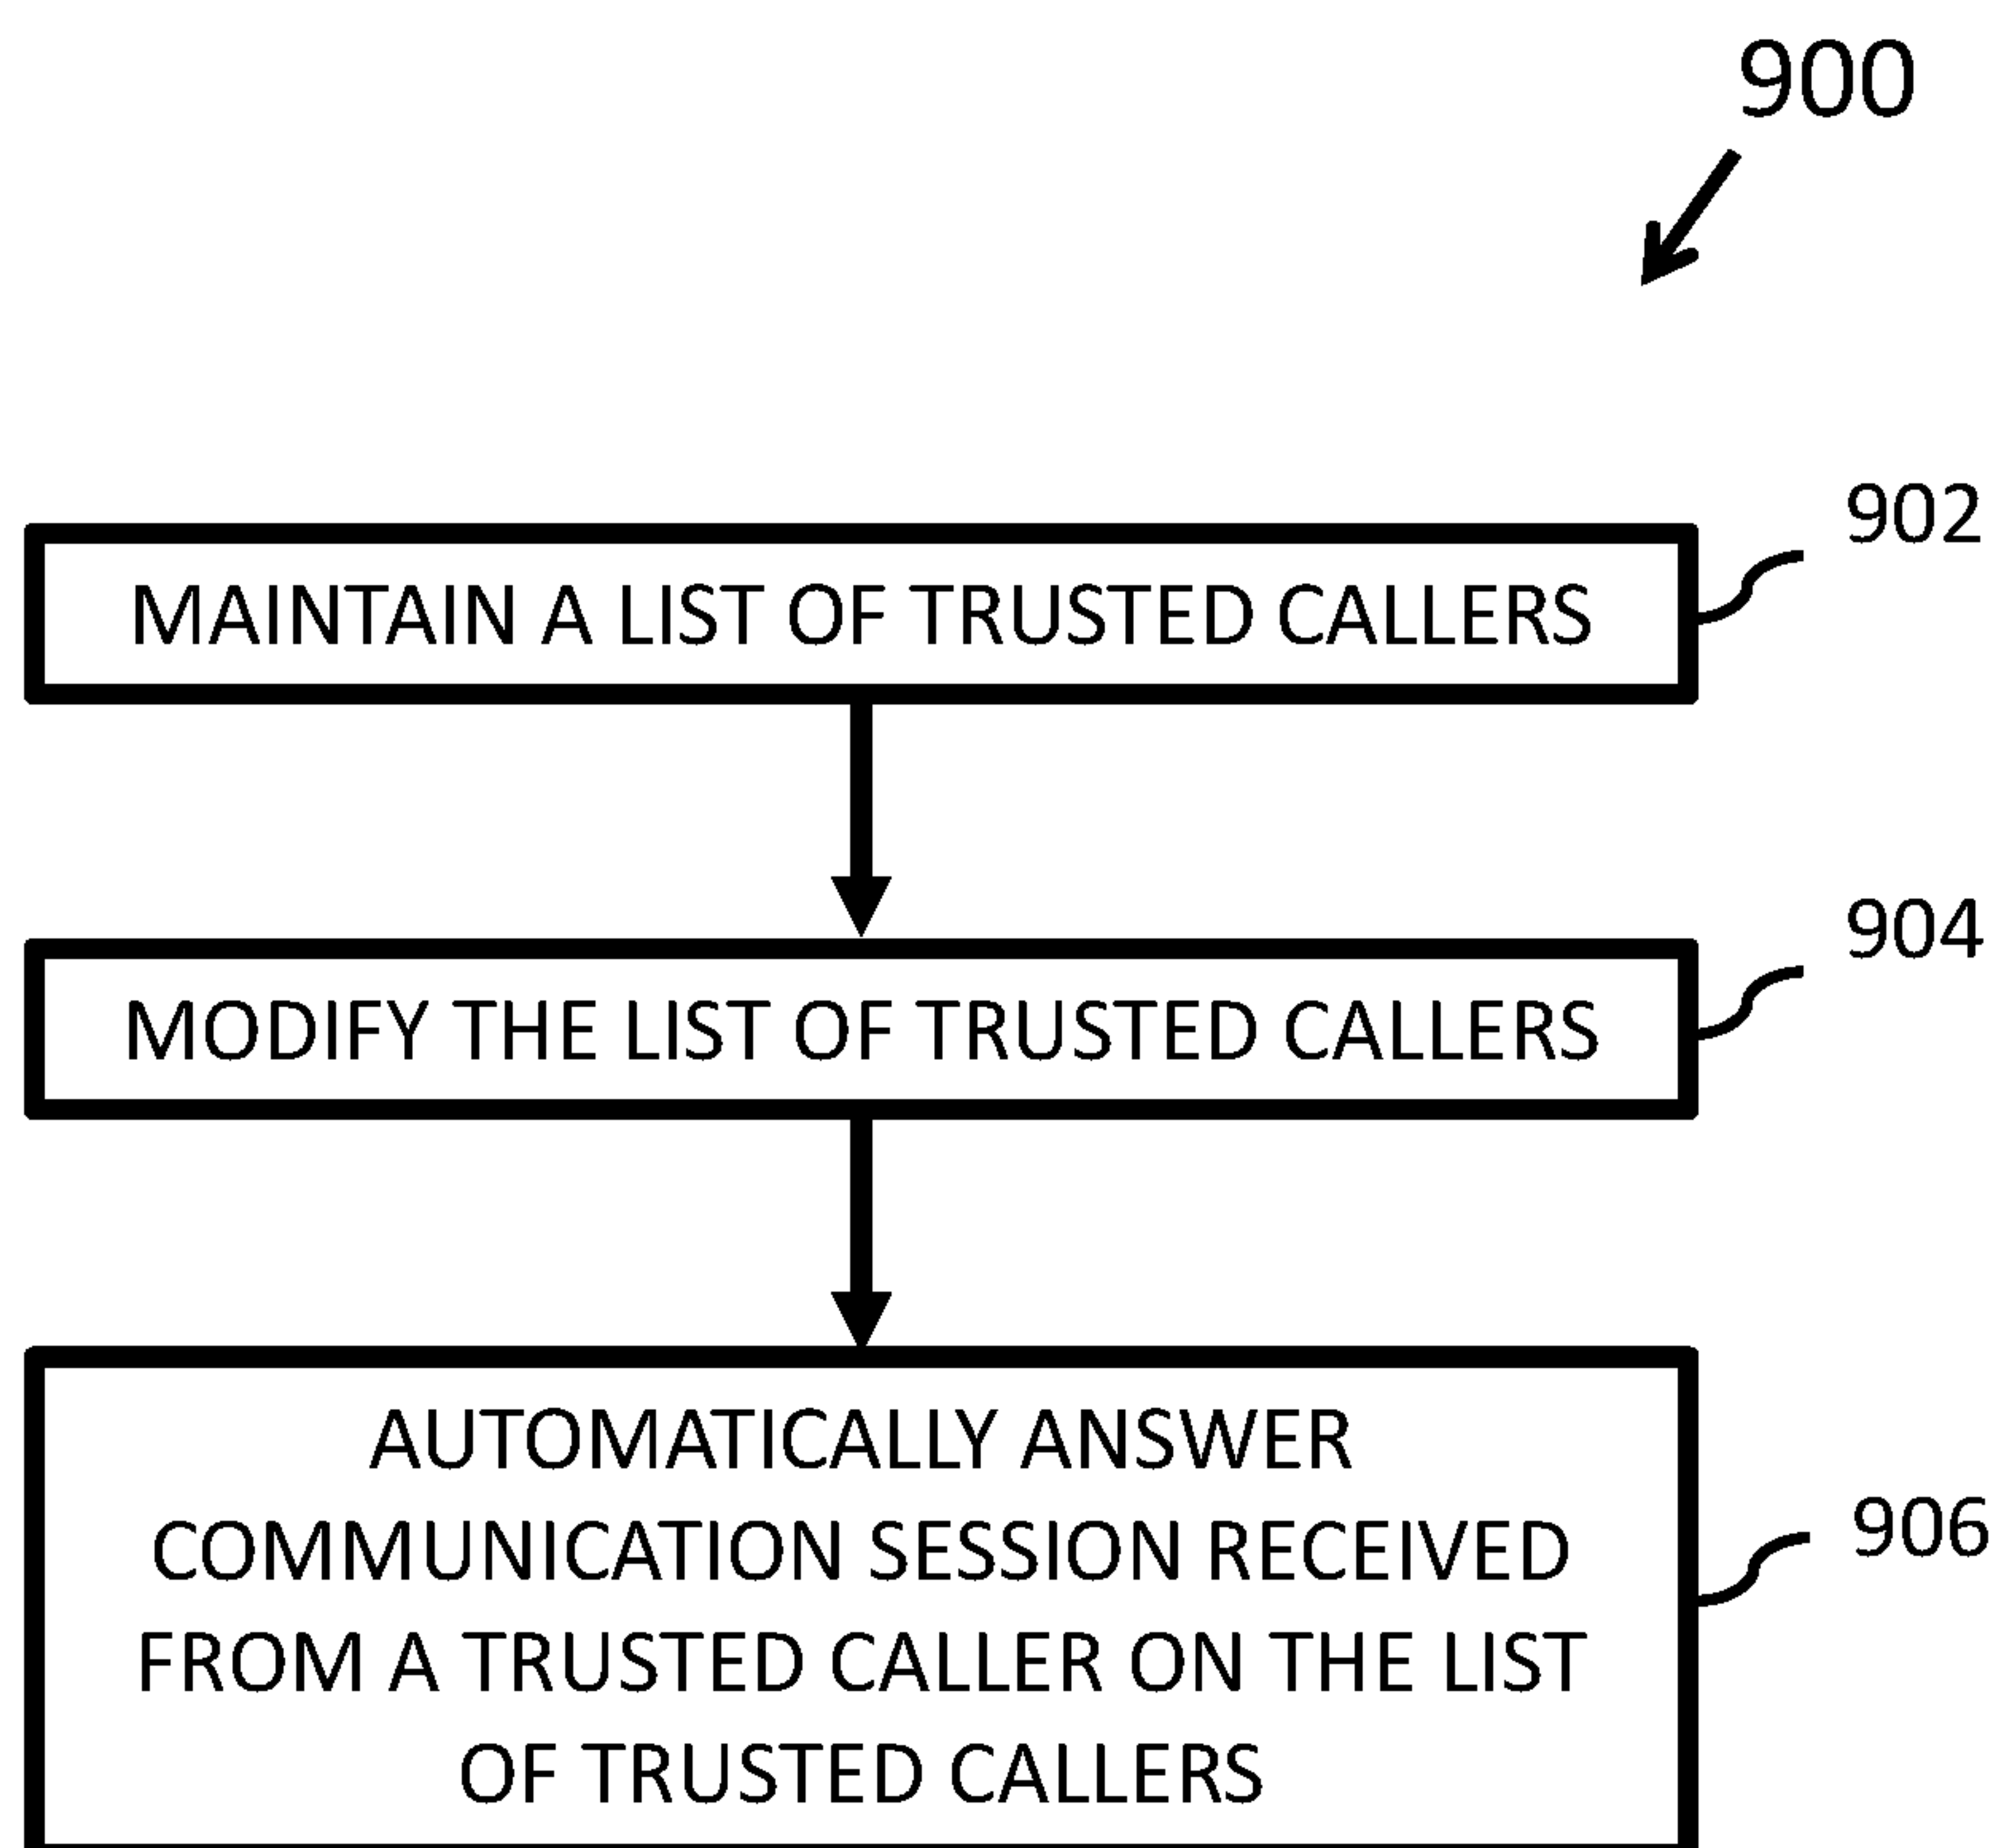 900
902
MAINTAIN A LIST OF TRUSTED CALLERS
904
MODIFY THE LIST OF TRUSTED CALLERS
AUTOMATICALLY ANSWER
COMMUNICATION SESSION RECEIVED
906
FROM A TRUSTED CALLER ON THE LIST
OF TRUSTED CALLERS